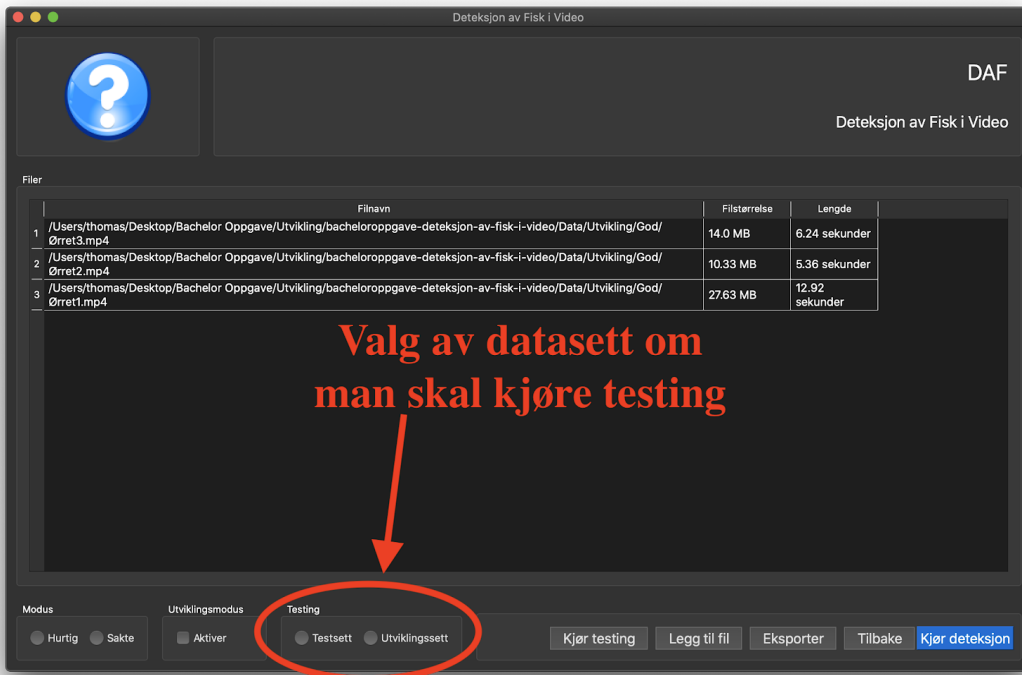 Deteksjon av Fisk i Video
?
DAF
Deteksjon av Fisk i Video
Filer
Filnavn Filstørrelse Lengde
1 /Users/thomas/Desktop/Bachelor Oppgave/Utvikling/bacheloroppgave-deteksjon-av-fisk-i-video/Data/Utvikling/God/ 14.0 MB 6.24 sekunder
Ørret3.mp4
2 /Users/thomas/Desktop/Bachelor Oppgave/Utvikling/bacheloroppgave-deteksjon-av-fisk-i-video/Data/Utvikling/God/ 10.33 MB 5.36 sekunder
Ørret2.mp4
3 /Users/thomas/Desktop/Bachelor Oppgave/Utvikling/bacheloroppgave-deteksjon-av-fisk-i-video/Data/Utvikling/God/ 27.63 MB 12.92
Ørret1.mp4 sekunder
Valg av datasett om
man skal kjøre testing
Modus Utviklingsmodus Testing
Hurtig Sakte Aktiver Testsett Utviklingssett Kjør testing Legg til fil Eksporter Tilbake Kjør deteksjon